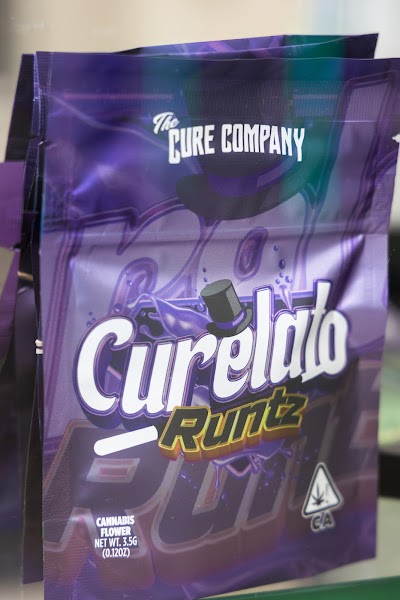 The
CURE COMPANY
Curelato
Runtz
CANNABIS
FLOWER
NET WT. 3.5G
(0.12OZ)
CA